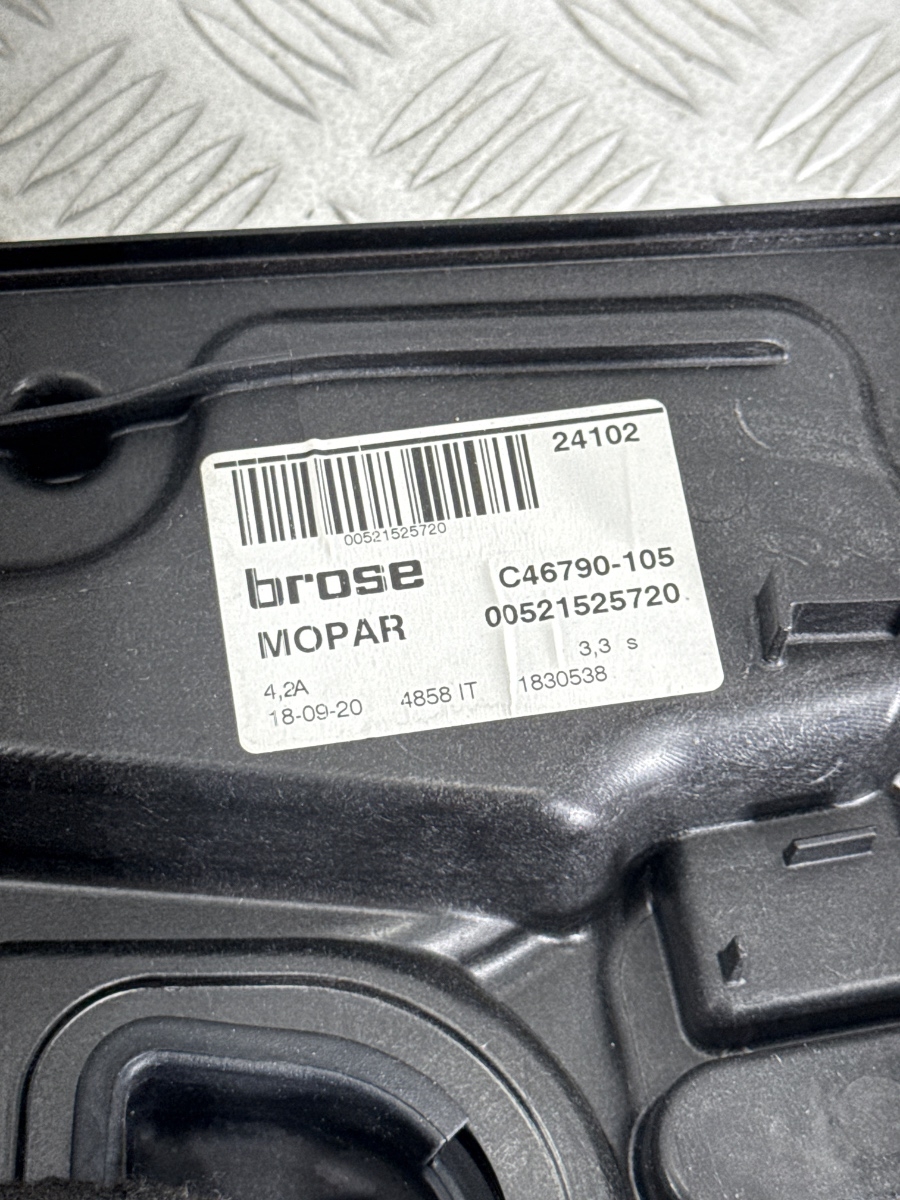 24102
00521525720
brose
C46790-105
MOPAR
00521525720
3,3 s
4,2A
18-09-20 4858 IT 1830538